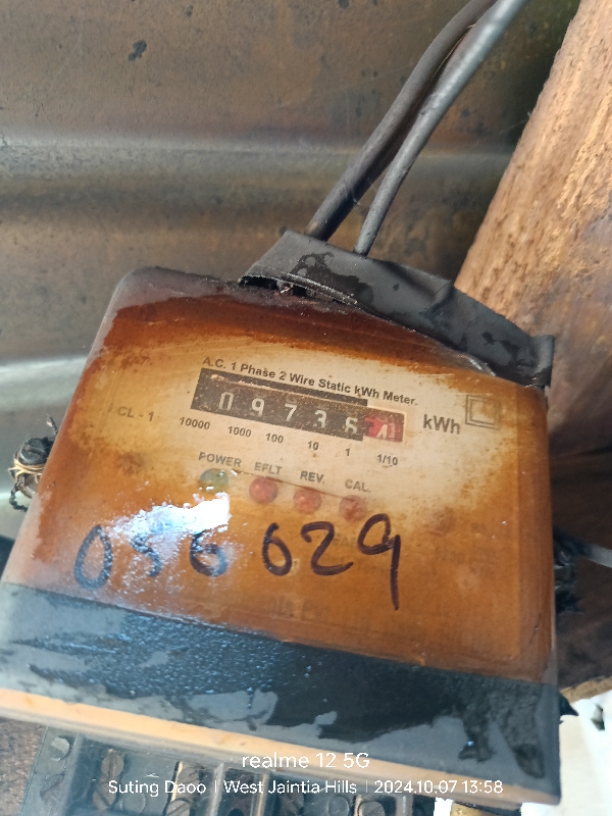 A.C. 1 Phase 2 Wire Static kWh Meter.
0 9 7 3 6
kWh
CL - 1
10000 1000 100 10 1 1/10
POWER EFLT REV. CAL.
056 629
realme 12 5G
Suting Daoo | West Jaintia Hills | 2024.10.07 13:58